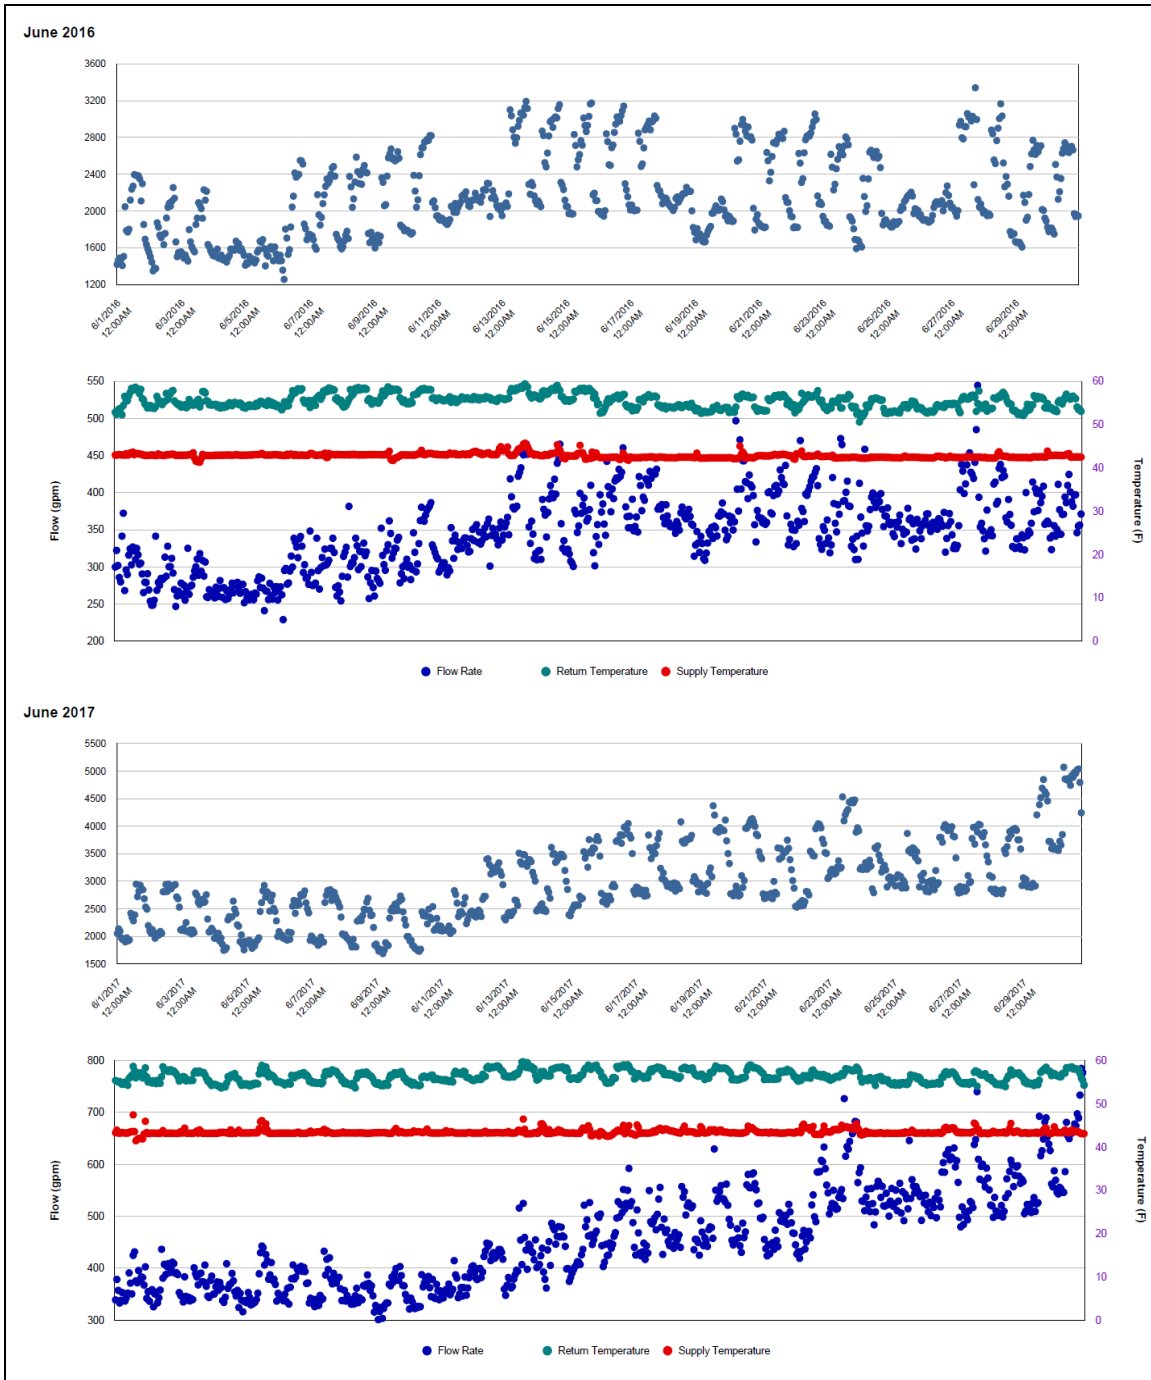 June 2016
3600
3200
2800
2400
2000
1600
1200
6/1/2016 12:00AM
6/3/2016 12:00AM
6/5/2016 12:00AM
6/7/2016 12:00AM
6/9/2016 12:00AM
6/11/2016 12:00AM
6/13/2016 12:00AM
6/15/2016 12:00AM
6/17/2016 12:00AM
6/19/2016 12:00AM
6/21/2016 12:00AM
6/23/2016 12:00AM
6/25/2016 12:00AM
6/27/2016 12:00AM
6/29/2016 12:00AM
Flow (gpm)
550
500
450
400
350
300
250
200
60
50
40
30
20
10
0
Temperature (F)
Flow Rate
Return Temperature
Supply Temperature
June 2017
5500
5000
4500
4000
3500
3000
2500
2000
1500
6/1/2017 12:00AM
6/3/2017 12:00AM
6/5/2017 12:00AM
6/7/2017 12:00AM
6/9/2017 12:00AM
6/11/2017 12:00AM
6/13/2017 12:00AM
6/15/2017 12:00AM
6/17/2017 12:00AM
6/19/2017 12:00AM
6/21/2017 12:00AM
6/23/2017 12:00AM
6/25/2017 12:00AM
6/27/2017 12:00AM
6/29/2017 12:00AM
Flow (gpm)
800
700
600
500
400
300
60
50
40
30
20
10
0
Temperature (F)
Flow Rate
Return Temperature
Supply Temperature